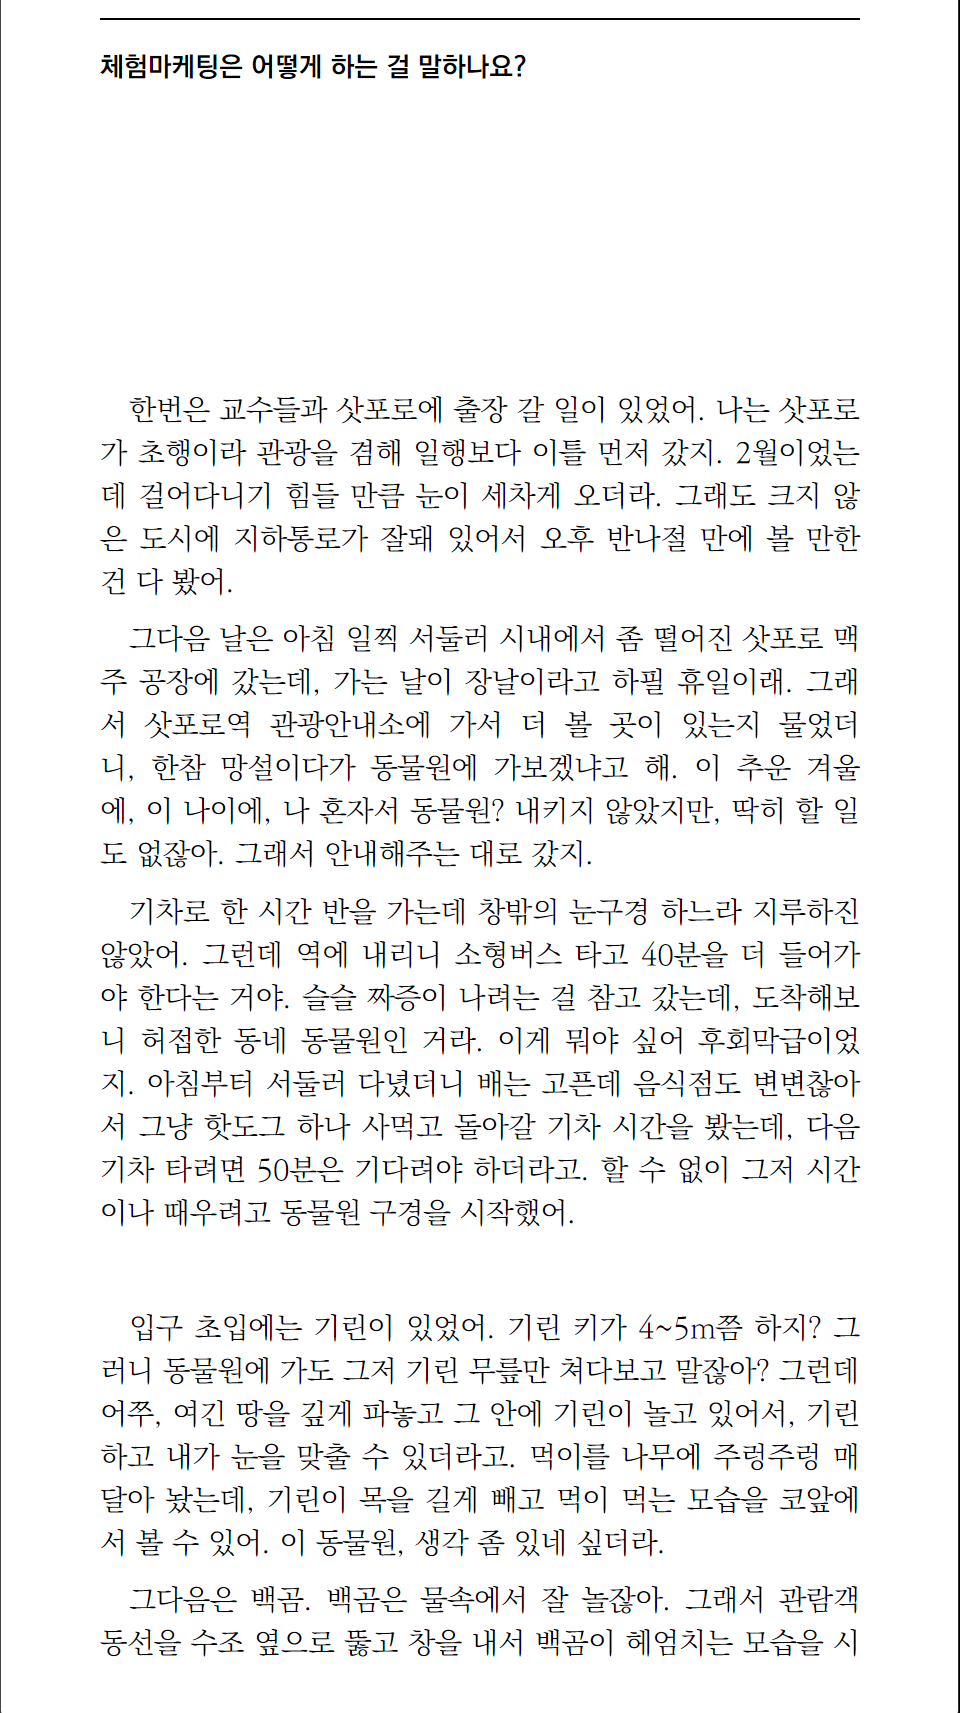 체험마케팅은 어떻게 하는 걸 말하나요?
한번은 교수들과 삿포로에 출장 갈 일이 있었어. 나는 삿포로
가 초행이라 관광을 겸해 일행보다 이틀 먼저 갔지. 2월이었는
데 걸어다니기 힘들 만큼 눈이 세차게 오더라. 그래도 크지 않
은 도시에 지하통로가 잘돼 있어서 오후 반나절 만에 볼 만한
건 다 봤어.
그다음 날은 아침 일찍 서둘러 시내에서 좀 떨어진 삿포로 맥
주 공장에 갔는데, 가는 날이 장날이라고 하필 휴일이래. 그래
서 삿포로역 관광안내소에 가서 더 볼 곳이 있는지 물었더
니, 한참 망설이다가 동물원에 가보겠냐고 해. 이 추운 겨울
에, 이 나이에, 나 혼자서 동물원? 내키지 않았지만, 딱히 할 일
도 없잖아. 그래서 안내해주는 대로 갔지.
기차로 한 시간 반을 가는데 창밖의 눈구경 하느라 지루하진
않았어. 그런데 역에 내리니 소형버스 타고 40분을 더 들어가
야 한다는 거야. 슬슬 짜증이 나려는 걸 참고 갔는데, 도착해보
니 허접한 동네 동물원인 거라. 이게 뭐야 싶어 후회막급이었
지. 아침부터 서둘러 다녔더니 배는 고픈데 음식점도 변변찮아
서 그냥 핫도그 하나 사먹고 돌아갈 기차 시간을 봤는데, 다음
기차 타려면 50분은 기다려야 하더라고. 할 수 없이 그저 시간
이나 때우려고 동물원 구경을 시작했어.
입구 초입에는 기린이 있었어. 기린 키가 4~5m쯤 하지? 그
러니 동물원에 가도 그저 기린 무릎만 쳐다보고 말잖아? 그런데
어쭈, 여긴 땅을 깊게 파놓고 그 안에 기린이 놀고 있어서, 기린
하고 내가 눈을 맞출 수 있더라고. 먹이를 나무에 주렁주렁 매
달아 놨는데, 기린이 목을 길게 빼고 먹이 먹는 모습을 코앞에
서 볼 수 있어. 이 동물원, 생각 좀 있네 싶더라.
그다음은 백곰. 백곰은 물속에서 잘 놀잖아. 그래서 관람객
동선을 수조 옆으로 뚫고 창을 내서 백곰이 헤엄치는 모습을 시